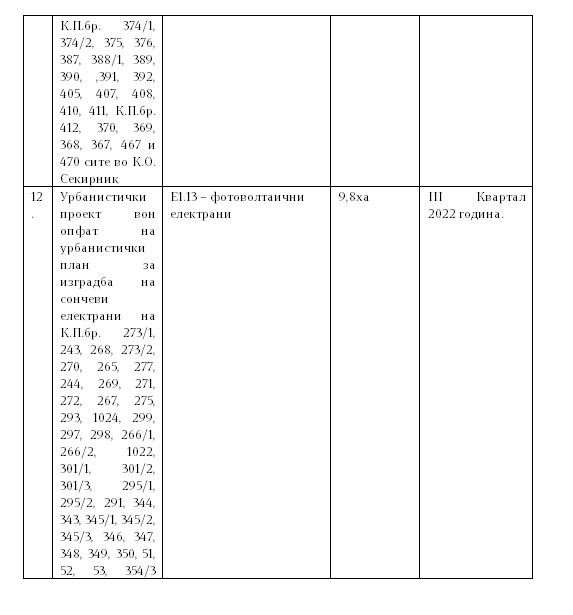 К.П.бр. 374/1,
374/2, 375, 376,
387, 388/1, 389,
390, ,391, 392,
405, 407, 408,
410, 411, К.П.бр.
412, 370, 369,
368, 367, 467 и
470 сите во К.О.
Секирник
12
.
Урбанистички
проект вон
опфат на
урбанистички
план за
изградба на
сончеви
електрани на
К.П.бр. 273/1,
243, 268, 273/2,
270, 265, 277,
244, 269, 271,
272, 267, 275,
293, 1024, 299,
297, 298, 266/1,
266/2, 1022,
301/1, 301/2,
301/3, 295/1,
295/2, 291, 344,
343, 345/1, 345/2,
345/3, 346, 347,
348, 349, 350, 51,
52, 53, 354/3
Е1.13 – фотоволтаични
електрани
9,8ха
III Квартал
2022 година.